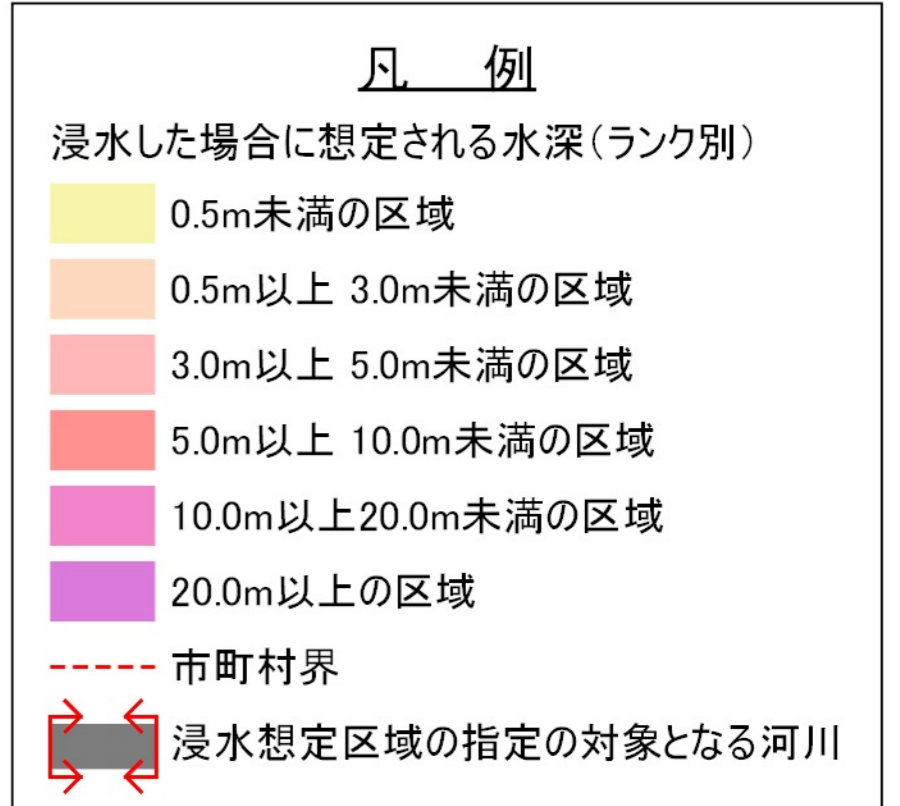 凡 例
浸水した場合に想定される水深(ランク別)
0.5m未満の区域
0.5m以上 3.0m未満の区域
3.0m以上 5.0m未満の区域
5.0m以上 10.0m未満の区域
10.0m以上20.0m未満の区域
20.0m以上の区域
市町村界
浸水想定区域の指定の対象となる河川